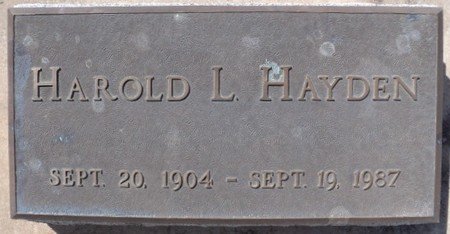 HAROLD L. HAYDEN
SEPT. 20, 1904 - SEPT. 19, 1987